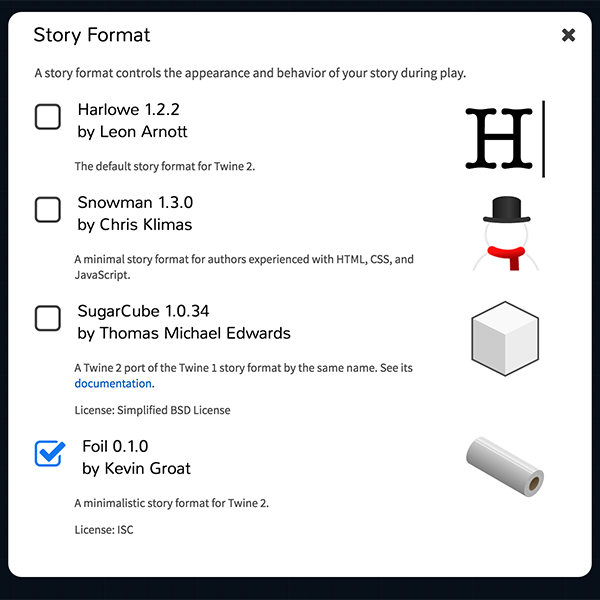 Story Format
A story format controls the appearance and behavior of your story during play.
Harlowe 1.2.2
by Leon Arnott
The default story format for Twine 2.
H
Snowman 1.3.0
by Chris Klimas
A minimal story format for authors experienced with HTML, CSS, and
JavaScript.
SugarCube 1.0.34
by Thomas Michael Edwards
A Twine 2 port of the Twine 1 story format by the same name. See its
documentation.
License: Simplified BSD License
Foil 0.1.0
by Kevin Groat
A minimalistic story format for Twine 2.
License: ISC